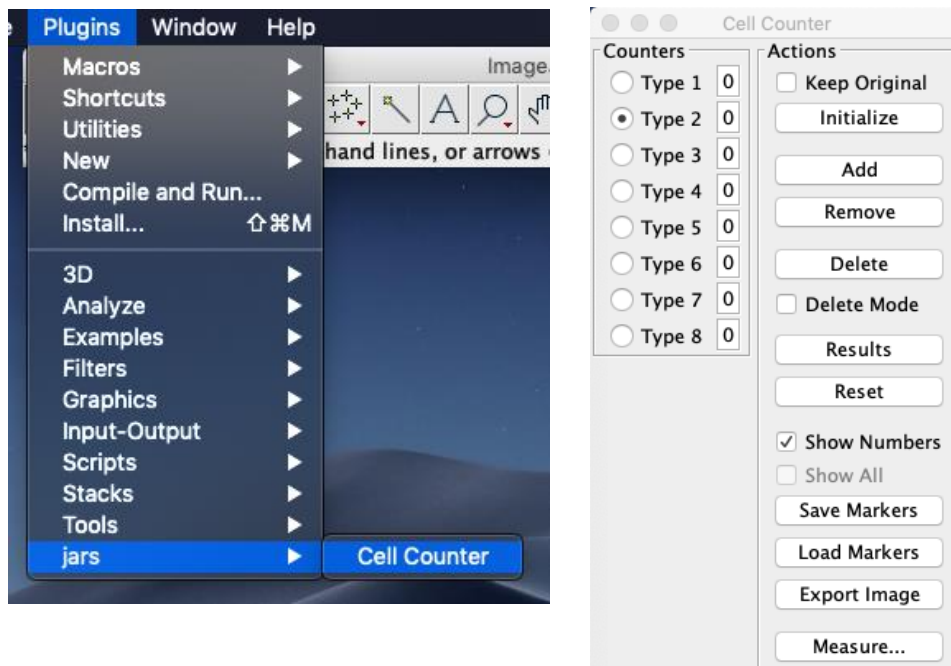 Plugins Window Help
Macros
Image
Shortcuts
Utilities
New
hand lines, or arrows
Compile and Run...
Install... ⇧⌘M
3D
Analyze
Examples
Filters
Graphics
Input-Output
Scripts
Stacks
Tools
jars
Cell Counter
Cell Counter
Counters
Type 1 0
Type 2 0
Type 3 0
Type 4 0
Type 5 0
Type 6 0
Type 7 0
Type 8 0
Actions
Keep Original
Initialize
Add
Remove
Delete
Delete Mode
Results
Reset
Show Numbers
Show All
Save Markers
Load Markers
Export Image
Measure...